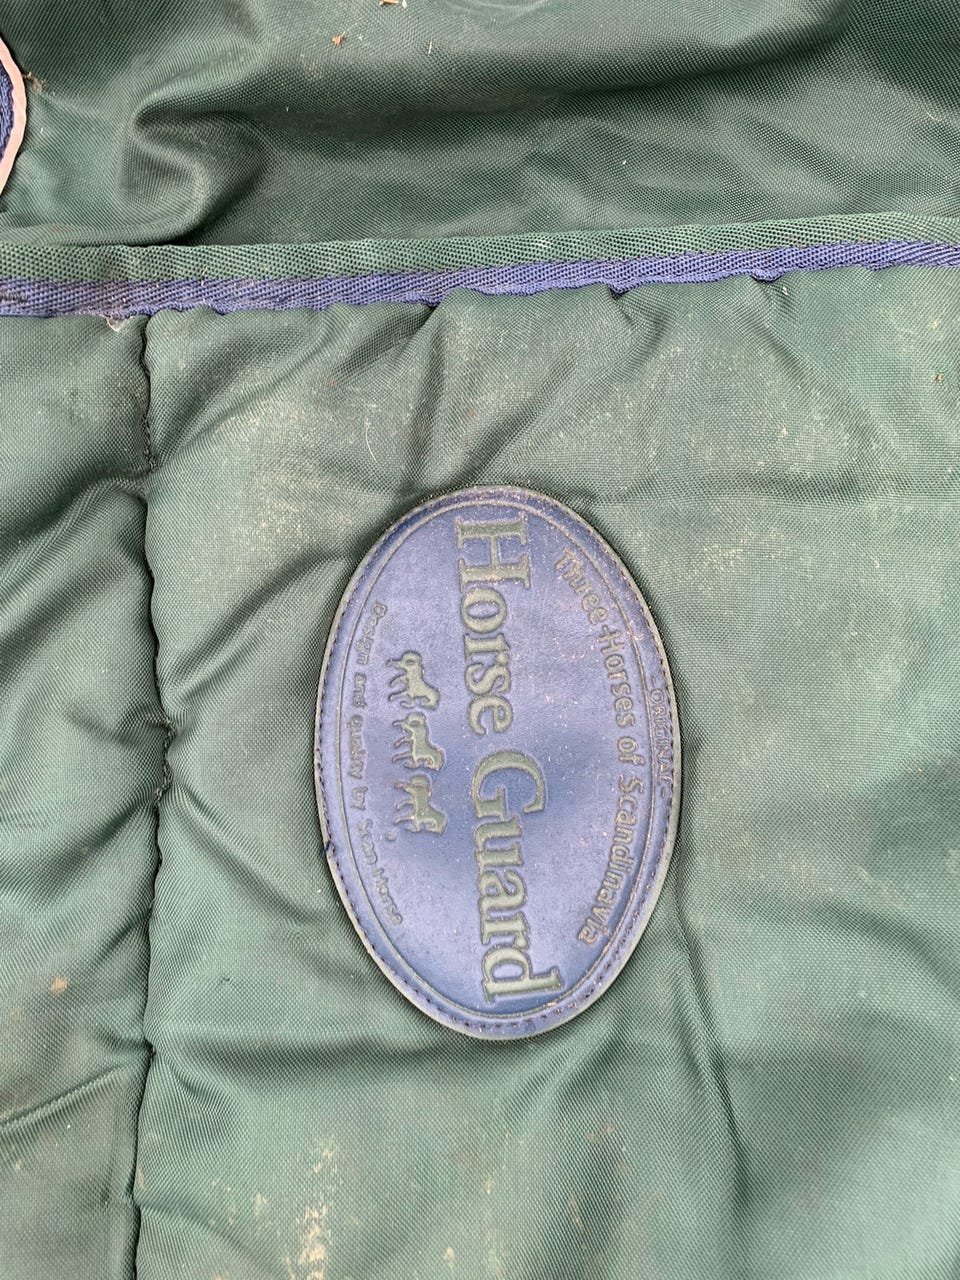 -ORIGINAL-
Three Horses of Scandinavia
Horse Guard
Design and quality by Scan-Horse